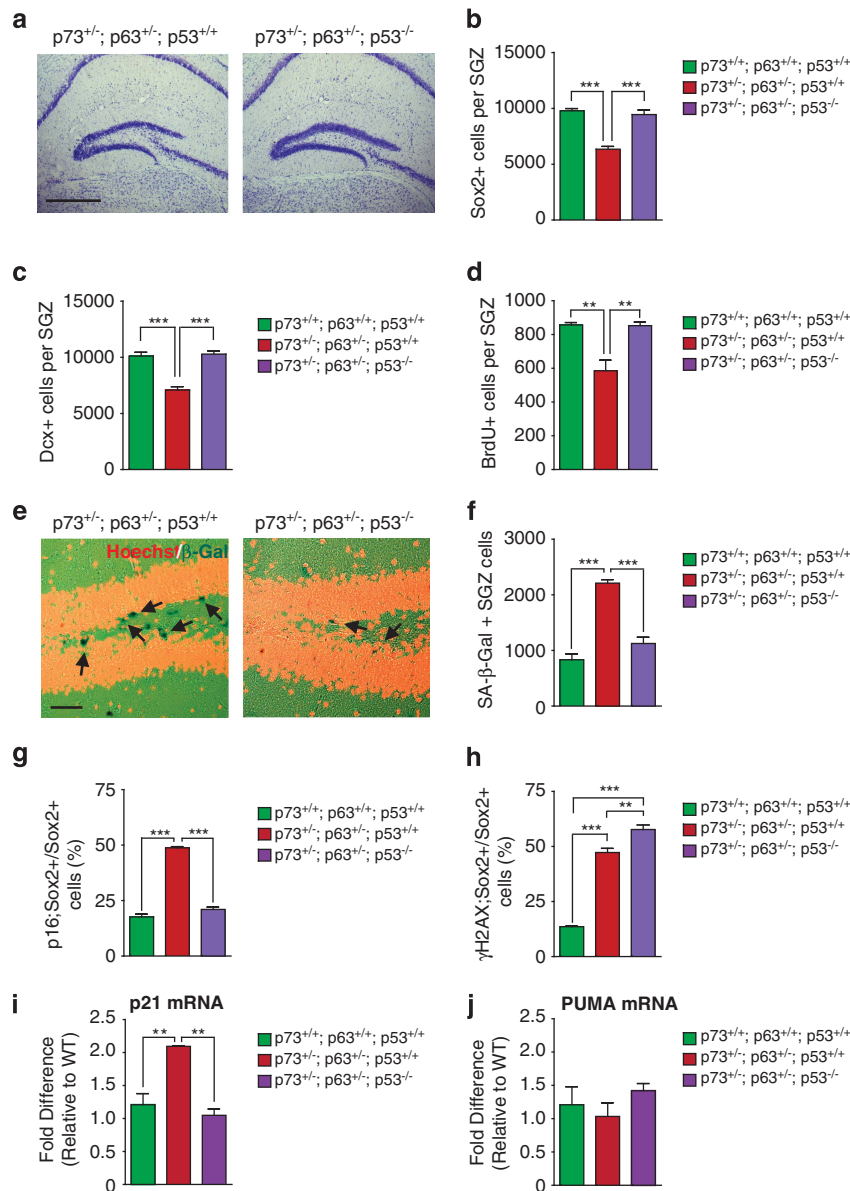 a
p73+/-; p63+/-; p53+/+
p73+/-; p63+/-; p53-/-
b
Sox2+ cells per SGZ
15000
10000
5000
0
***
***
p73+/+; p63+/+; p53+/+
p73+/-; p63+/-; p53+/+
p73+/-; p63+/-; p53-/-
c
Dcx+ cells per SGZ
15000
10000
5000
0
***
***
p73+/+; p63+/+; p53+/+
p73+/-; p63+/-; p53+/+
p73+/-; p63+/-; p53-/-
d
BrdU+ cells per SGZ
1000
800
600
400
200
0
**
**
p73+/+; p63+/+; p53+/+
p73+/-; p63+/-; p53+/+
p73+/-; p63+/-; p53-/-
e
p73+/-; p63+/-; p53+/+
p73+/-; p63+/-; p53-/-
Hoechst/β-Gal
f
SA-β-Gal + SGZ cells
3000
2000
1000
0
***
***
p73+/+; p63+/+; p53+/+
p73+/-; p63+/-; p53+/+
p73+/-; p63+/-; p53-/-
g
p16;Sox2+/Sox2+
cells (%)
75
50
25
0
***
***
p73+/+; p63+/+; p53+/+
p73+/-; p63+/-; p53+/+
p73+/-; p63+/-; p53-/-
h
γH2AX;Sox2+/Sox2+
cells (%)
75
50
25
0
***
***
**
p73+/+; p63+/+; p53+/+
p73+/-; p63+/-; p53+/+
p73+/-; p63+/-; p53-/-
i
p21 mRNA
Fold Difference
(Relative to WT)
2.5
2.0
1.5
1.0
0.5
0
**
**
p73+/+; p63+/+; p53+/+
p73+/-; p63+/-; p53+/+
p73+/-; p63+/-; p53-/-
j
PUMA mRNA
Fold Difference
(Relative to WT)
2.5
2.0
1.5
1.0
0.5
0
p73+/+; p63+/+; p53+/+
p73+/-; p63+/-; p53+/+
p73+/-; p63+/-; p53-/-